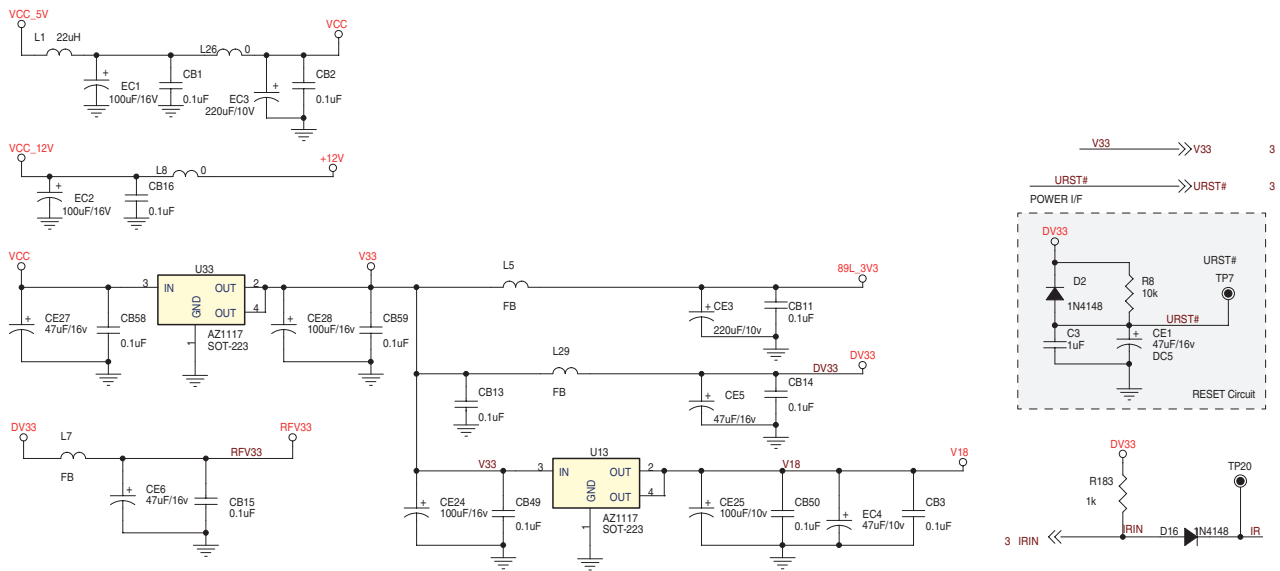 VCC_5V
L1 22uH
L26 0
VCC
+
EC1
100uF/16V
CB1
0.1uF
+
EC3
220uF/10V
CB2
0.1uF
VCC_12V
L8 0
+12V
+
EC2
100uF/16V
CB16
0.1uF
V33
V33
3
URST#
URST#
3
POWER I/F
VCC
U33
3 IN OUT 2
OUT 4
GND
1
AZ1117
SOT-223
+
CE27
47uF/16v
CB58
0.1uF
V33
+
CE28
100uF/16v
CB59
0.1uF
L5
FB
89L_3V3
+
CE3
220uF/10v
CB11
0.1uF
L29
FB
DV33
DV33
CB13
0.1uF
+
CE5
47uF/16v
CB14
0.1uF
DV33
L7
FB
RFV33
RFV33
+
CE6
47uF/16v
CB15
0.1uF
V33
U13
3 IN OUT 2
OUT 4
GND
1
AZ1117
SOT-223
+
CE24
100uF/16v
CB49
0.1uF
V18
V18
+
CE25
100uF/10v
CB50
0.1uF
+
EC4
47uF/10v
CB3
0.1uF
DV33
D2
1N4148
R8
10k
URST#
TP7
URST#
C3
1uF
+
CE1
47uF/16v
DC5
RESET Circuit
DV33
R183
1k
TP20
3 IRIN
IRIN
D16 1N4148
IR